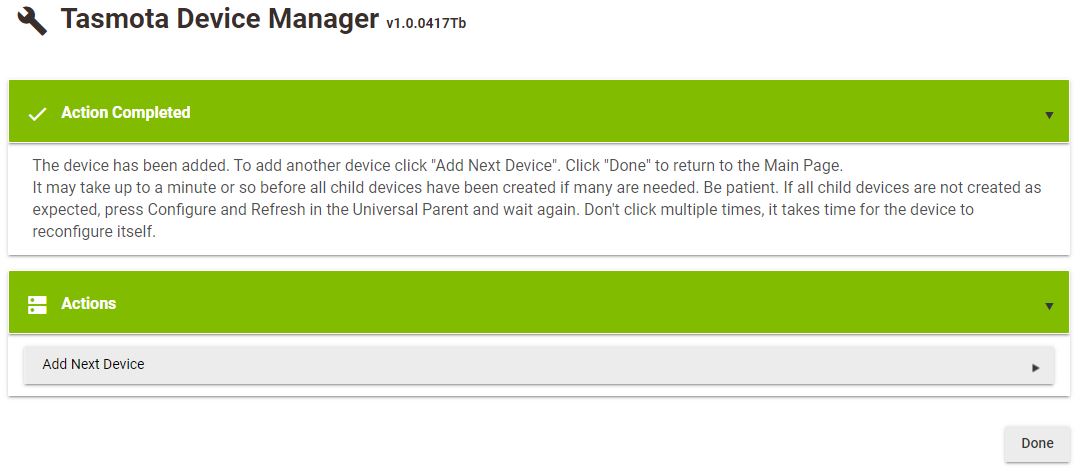 Tasmota Device Manager v1.0.0417Tb
Action Completed
The device has been added. To add another device click "Add Next Device". Click "Done" to return to the Main Page.
It may take up to a minute or so before all child devices have been created if many are needed. Be patient. If all child devices are not created as
expected, press Configure and Refresh in the Universal Parent and wait again. Don't click multiple times, it takes time for the device to
reconfigure itself.
Actions
Add Next Device
Done